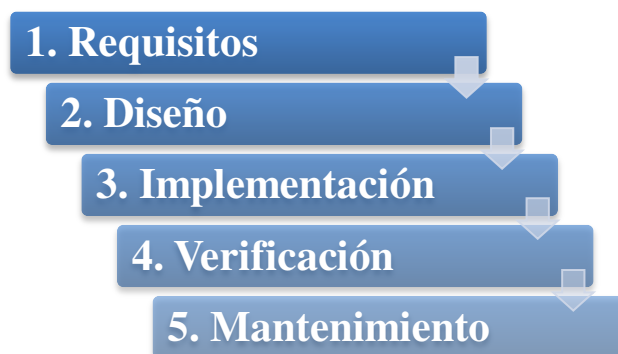 1. Requisitos
2. Diseño
3. Implementación
4. Verificación
5. Mantenimiento